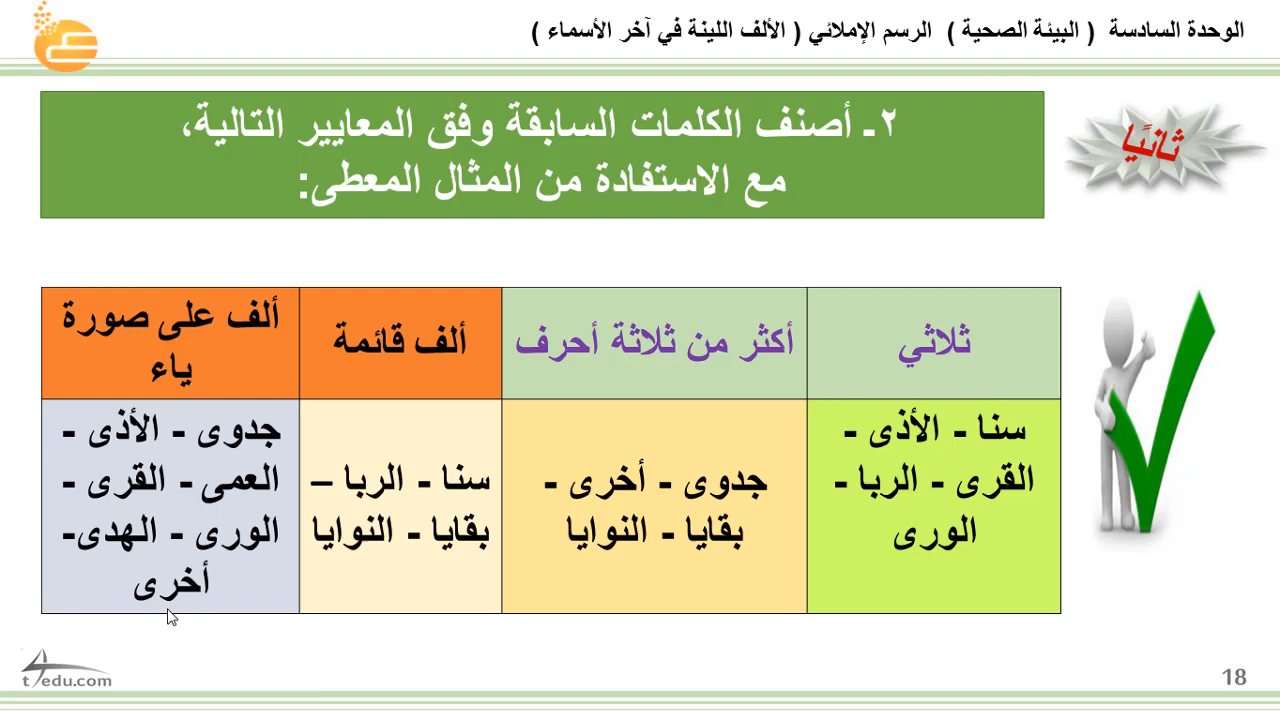 الوحدة السادسة ( البيئة الصحية ) الرسم الإملائي ( الألف اللينة في آخر الأسماء )
ثانيًا
٢ـ أصنف الكلمات السابقة وفق المعايير التالية،
مع الاستفادة من المثال المعطى:
ثلاثي
أكثر من ثلاثة أحرف
ألف قائمة
ألف على صورة
ياء
سنا - الأذى -
القرى - الربا -
الورى
جدوى - أخرى -
بقايا - النوايا
سنا - الربا –
بقايا - النوايا
جدوى - الأذى -
العمى - القرى -
الورى - الهدى-
أخرى
t4edu.com
18